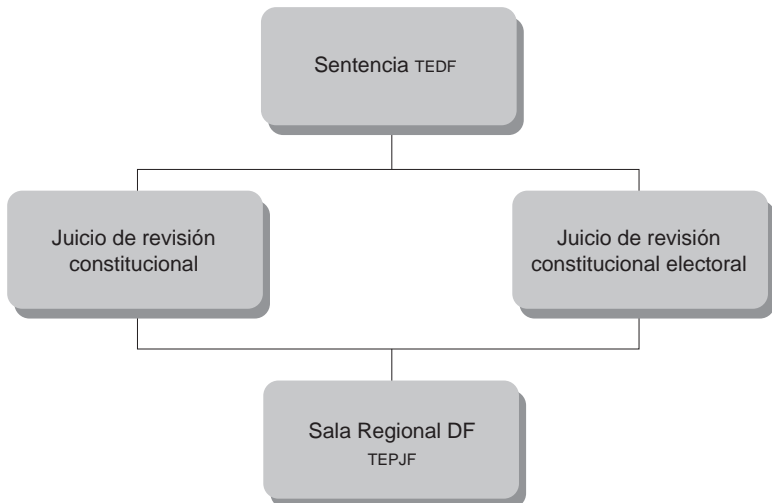 Sentencia TEDF
Juicio de revisión
constitucional
Juicio de revisión
constitucional electoral
Sala Regional DF
TEPJF